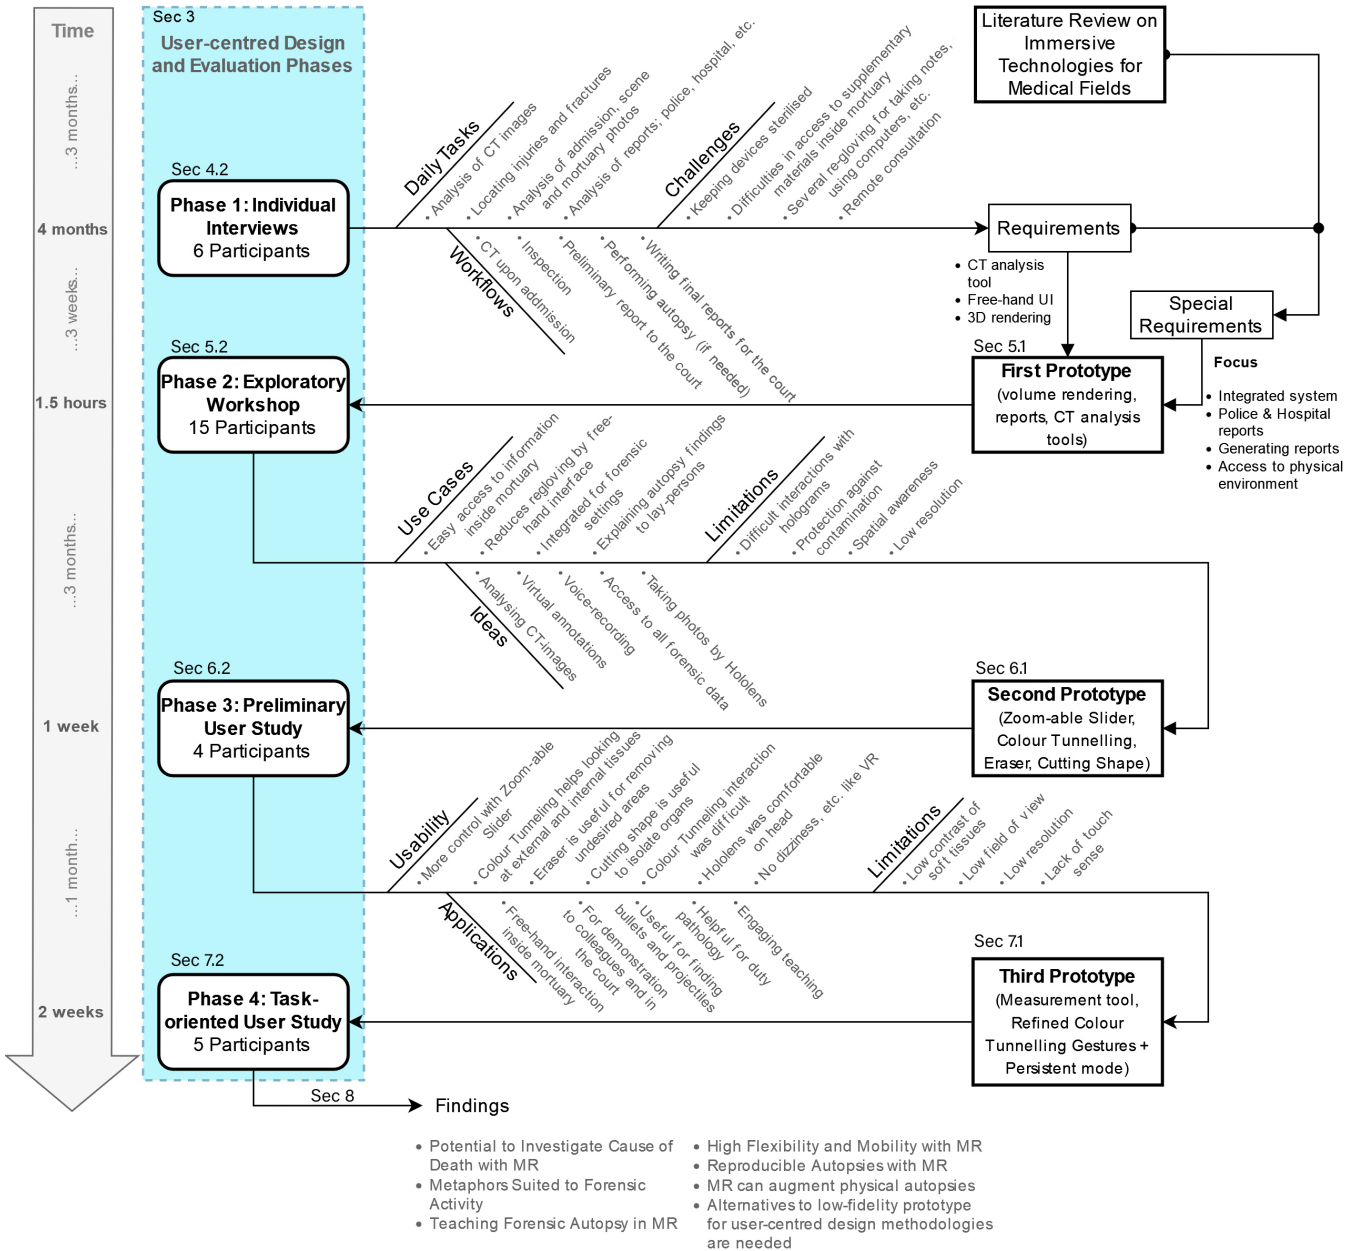 Time
...3 months...
4 months
...3 weeks...
1.5 hours
...3 months...
1 week
...1 month...
2 weeks
Sec 3
User-centred Design
and Evaluation Phases
Literature Review on
Immersive
Technologies for
Medical Fields
Sec 4.2
Phase 1: Individual
Interviews
6 Participants
Daily Tasks
• Analysis of CT images
• Locating injuries and fractures
• Analysis of admission, scene
and mortuary photos
• Analysis of reports; police, hospital, etc.
Challenges
• Keeping devices sterilised
• Difficulties in access to supplementary
materials inside mortuary
• Several re-gloving for taking notes,
using computers, etc.
• Remote consultation
Workflows
• CT upon addmission
• Inspection
• Preliminary report to the court
• Performing autopsy (if needed)
• Writing final reports for the court
Requirements
• CT analysis
tool
• Free-hand UI
• 3D rendering
Special
Requirements
Focus
• Integrated system
• Police & Hospital
reports
• Generating reports
• Access to physical
environment
Sec 5.1
First Prototype
(volume rendering,
reports, CT analysis
tools)
Sec 5.2
Phase 2: Exploratory
Workshop
15 Participants
Use Cases
• Easy access to information
inside mortuary
• Reduces regloving by free-
hand interface
• Integrated for forensic
settings
• Explaining autopsy findings
to lay-persons
Limitations
• Difficult interactions with
holograms
• Protection against
contamination
• Spatial awareness
• Low resolution
Ideas
• Analysing CT-images
• Virtual annotations
• Voice-recording
• Access to all forensic data
• Taking photos by Hololens
Sec 6.1
Second Prototype
(Zoom-able Slider,
Colour Tunnelling,
Eraser, Cutting Shape)
Sec 6.2
Phase 3: Preliminary
User Study
4 Participants
Usability
• More control with Zoom-able
Slider
• Colour Tunneling helps looking
at external and internal tissues
• Eraser is useful for removing
undesired areas
• Cutting shape is useful
to isolate organs
• Colour Tunneling interaction
was difficult
• Hololens was comfortable
on head
• No dizziness, etc. like VR
Limitations
• Low contrast of
soft tissues
• Low field of view
• Low resolution
• Lack of touch
sense
Applications
• Free-hand interaction
inside mortuary
• For demonstration
to colleagues and in
the court
• Useful for finding
bullets and projectiles
• Helpful for duty
pathology
• Engaging teaching
Sec 7.1
Third Prototype
(Measurement tool,
Refined Colour
Tunnelling Gestures +
Persistent mode)
Sec 7.2
Phase 4: Task-
oriented User Study
5 Participants
Sec 8
Findings
• Potential to Investigate Cause of
Death with MR
• Metaphors Suited to Forensic
Activity
• Teaching Forensic Autopsy in MR
• High Flexibility and Mobility with MR
• Reproducible Autopsies with MR
• MR can augment physical autopsies
• Alternatives to low-fidelity prototype
for user-centred design methodologies
are needed